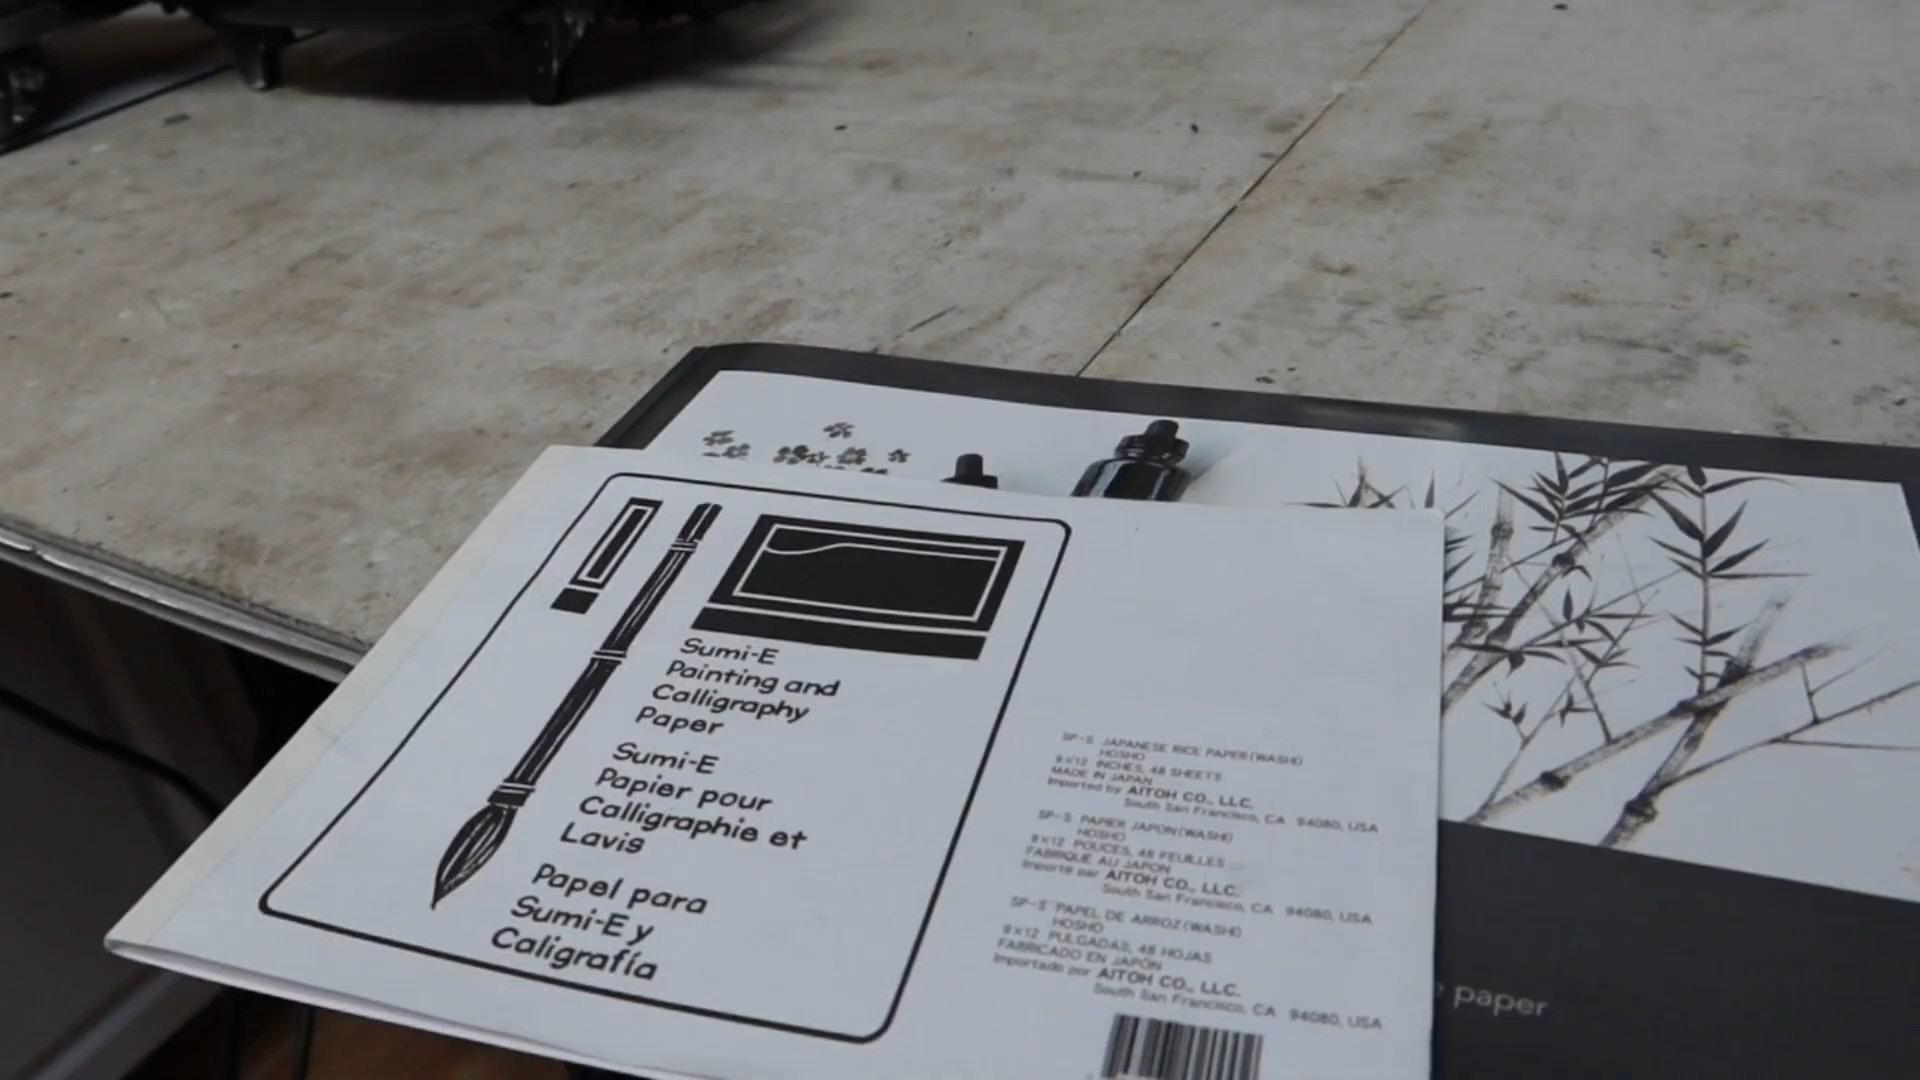 Sumi-E
Painting and
Calligraphy
Paper
Sumi-E
Papier pour
Calligraphie et
Lavis
Papel para
Sumi-E y
Caligrafía
SP-S JAPANESE RICE PAPER (WASHI)
HOSHO
9×12 INCHES, 48 SHEETS
MADE IN JAPAN
Imported by AITOH CO., LLC.
South San Francisco, CA 94080, USA
SP-S PAPIER JAPON (WASHI)
HOSHO
9×12 POUCES, 48 FEUILLES
FABRIQUÉ AU JAPON
Importé par AITOH CO., LLC.
South San Francisco, CA 94080, USA
SP-S PAPEL DE ARROZ (WASHI)
HOSHO
9×12 PULGADAS, 48 HOJAS
FABRICADO EN JAPÓN
Importado por AITOH CO., LLC.
South San Francisco, CA 94080, USA
paper